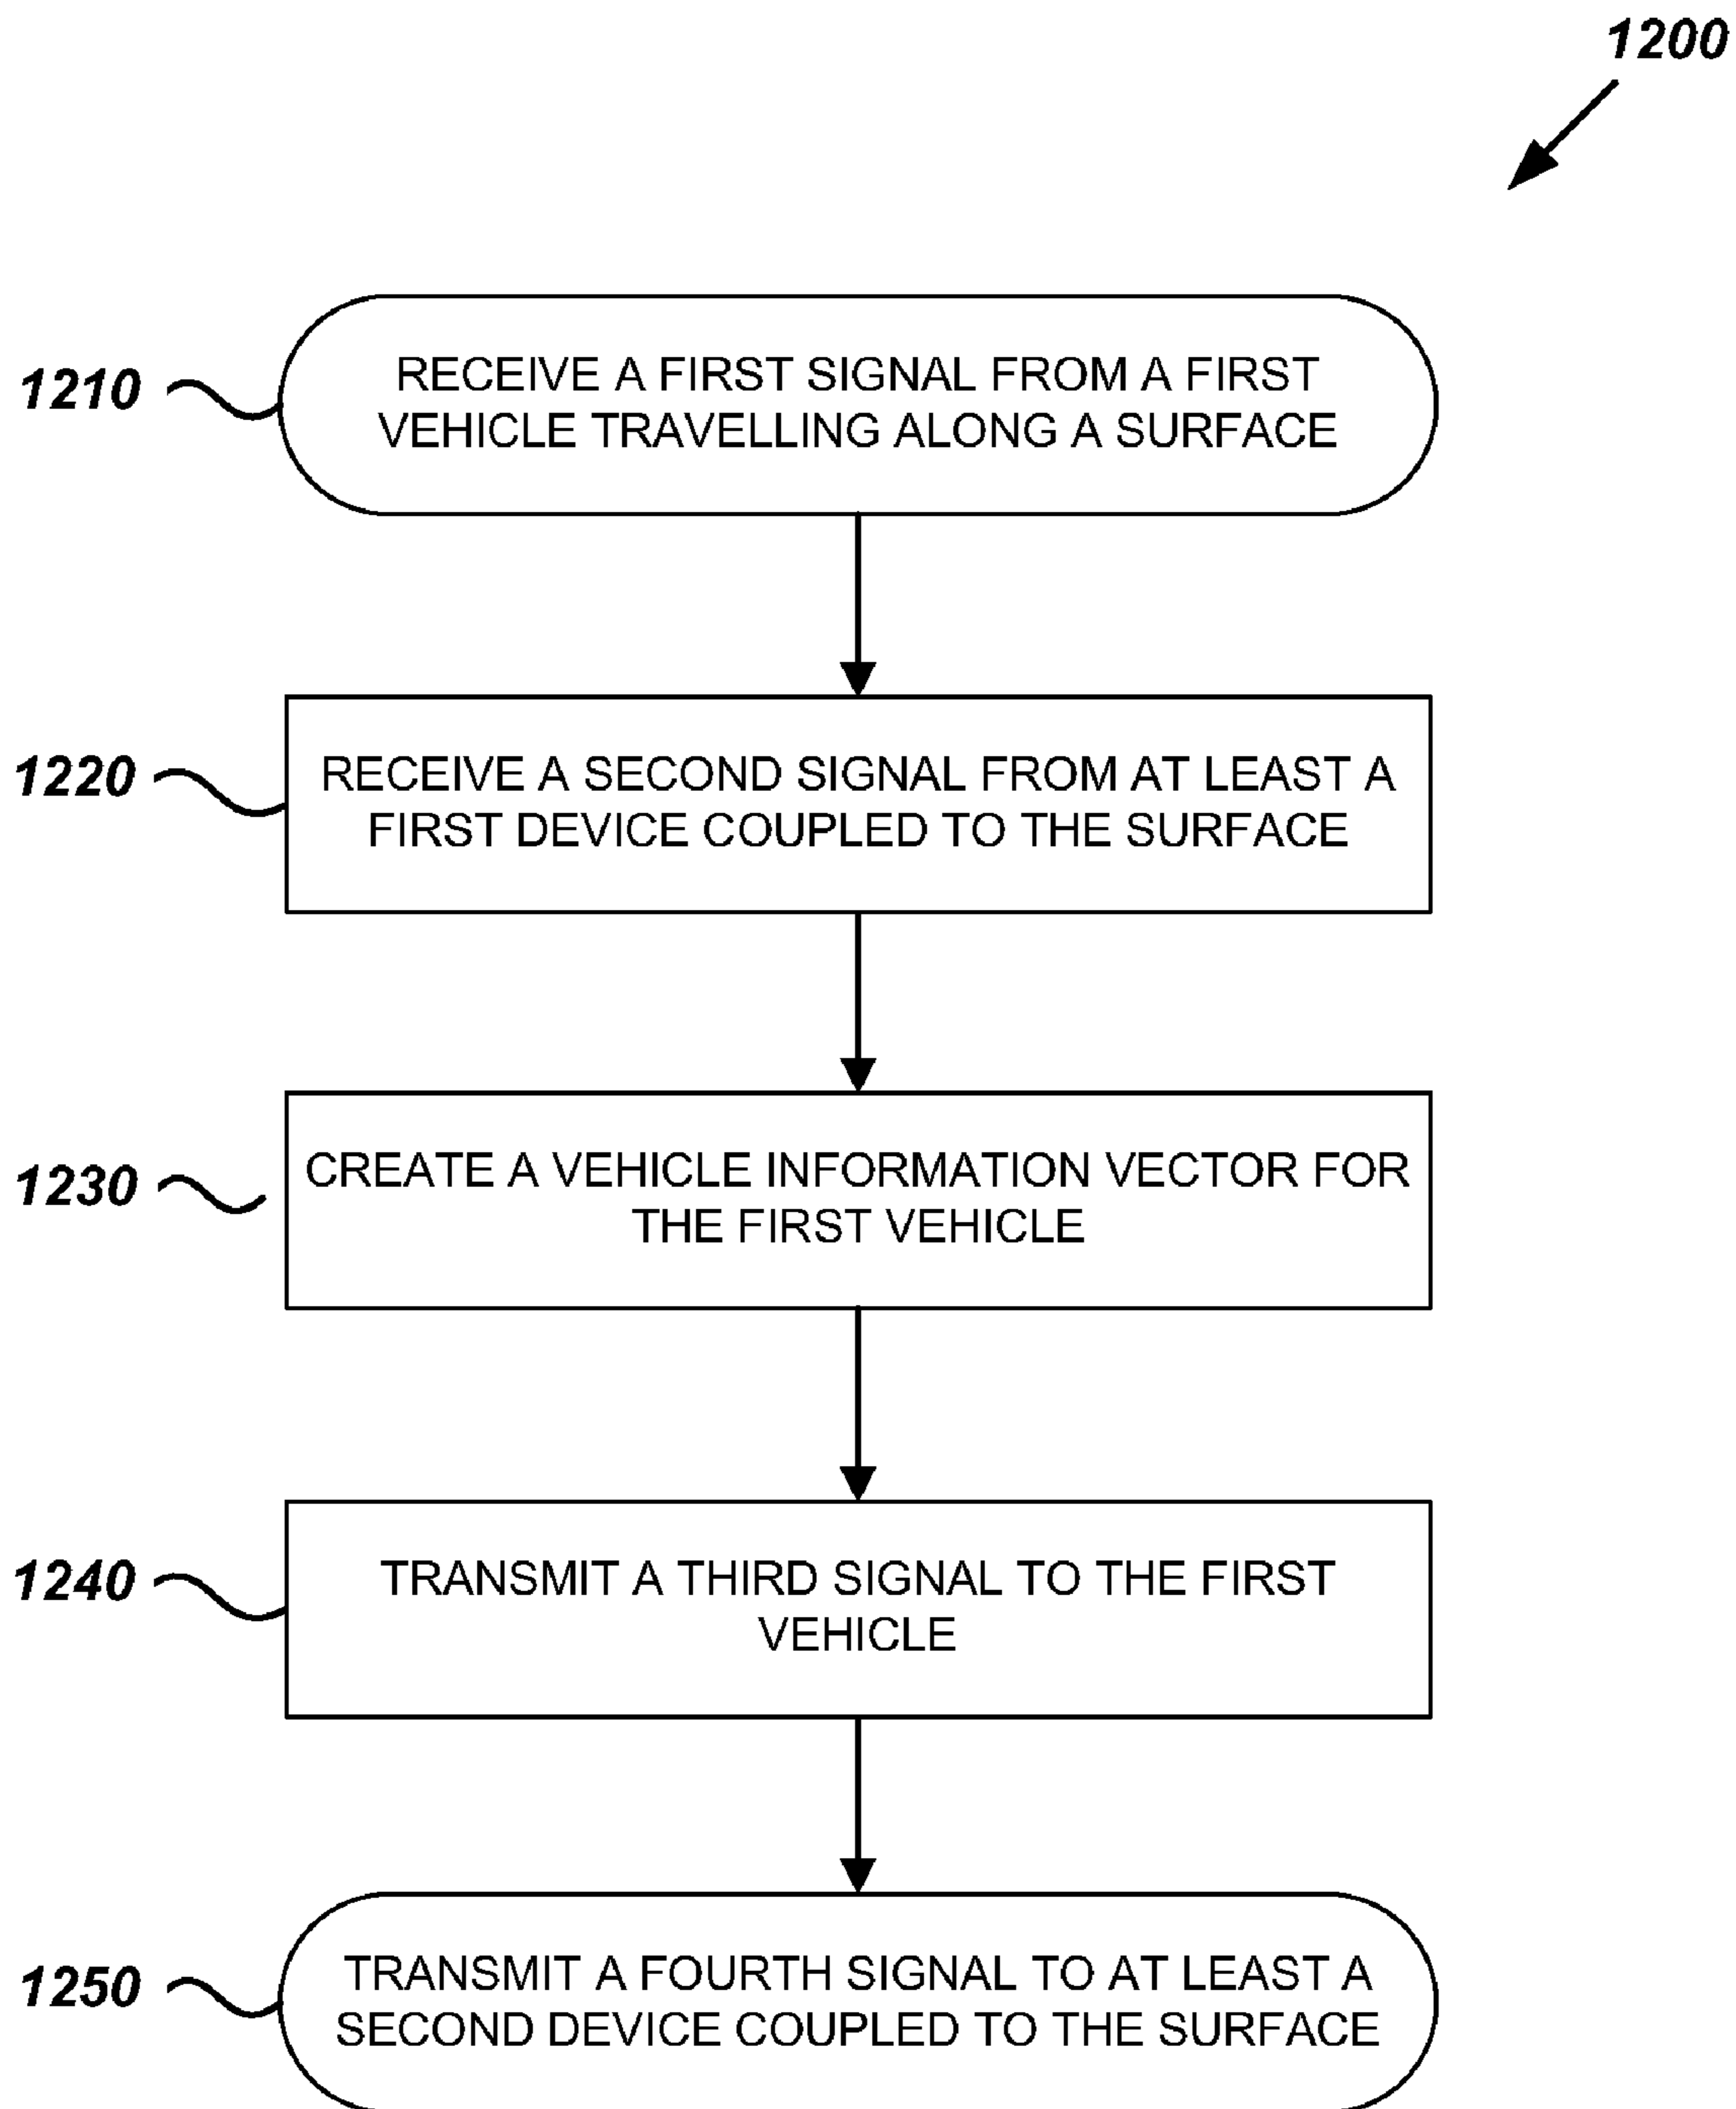 1200
1210
RECEIVE A FIRST SIGNAL FROM A FIRST
VEHICLE TRAVELLING ALONG A SURFACE
1220
RECEIVE A SECOND SIGNAL FROM AT LEAST A
FIRST DEVICE COUPLED TO THE SURFACE
1230
CREATE A VEHICLE INFORMATION VECTOR FOR
THE FIRST VEHICLE
1240
TRANSMIT A THIRD SIGNAL TO THE FIRST
VEHICLE
1250
TRANSMIT A FOURTH SIGNAL TO AT LEAST A
SECOND DEVICE COUPLED TO THE SURFACE